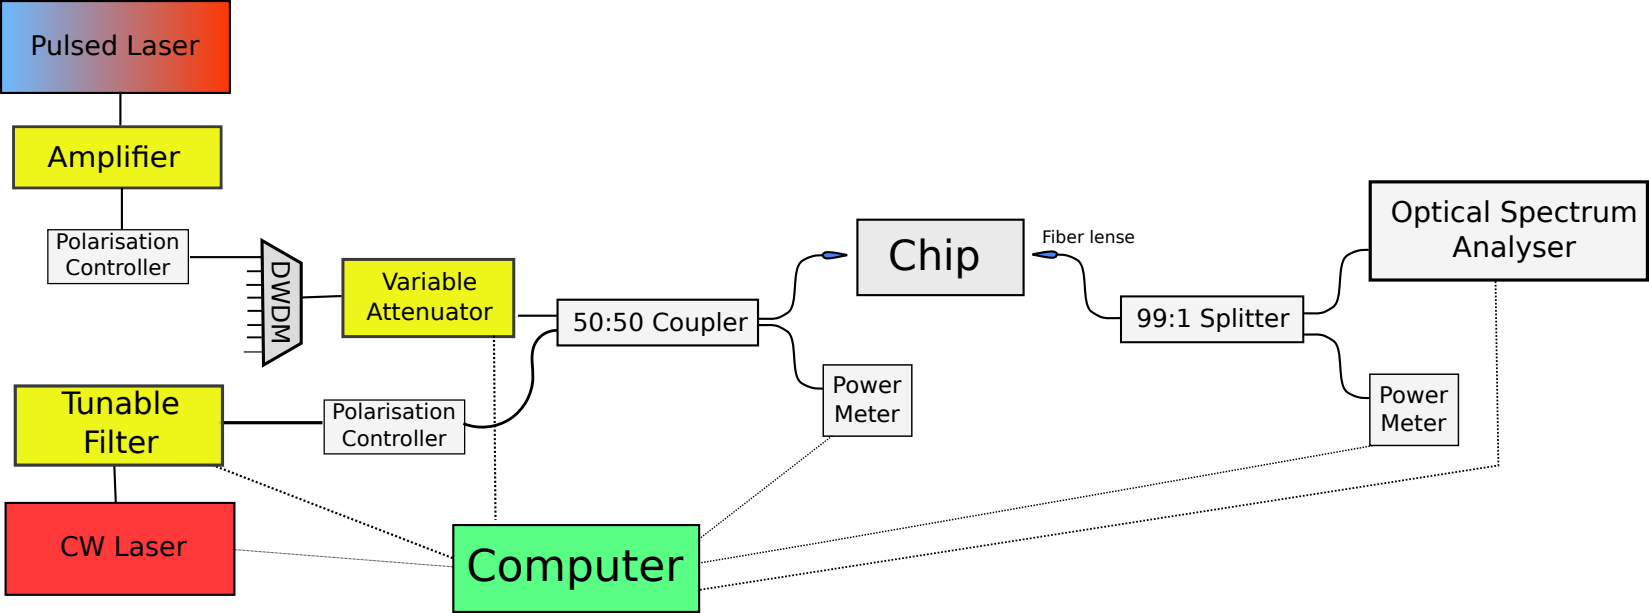 Pulsed Laser
Amplifier
Polarisation
Controller
DWDM
Variable
Attenuator
50:50 Coupler
Chip
Fiber lense
99:1 Splitter
Optical Spectrum
Analyser
Tunable
Filter
Polarisation
Controller
Power
Meter
Power
Meter
CW Laser
Computer